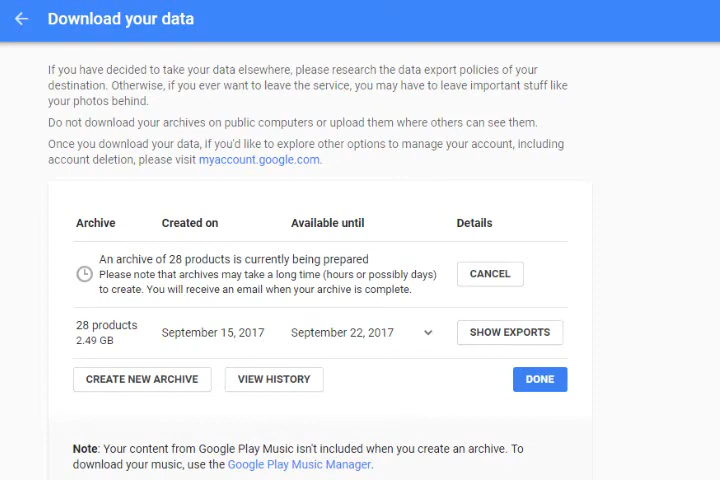 Download your data
If you have decided to take your data elsewhere, please research the data export policies of your
destination. Otherwise, if you ever want to leave the service, you may have to leave important stuff like
your photos behind.
Do not download your archives on public computers or upload them where others can see them.
Once you download your data, if you'd like to explore other options to manage your account, including
account deletion, please visit myaccount.google.com.
Archive Created on Available until Details
An archive of 28 products is currently being prepared
Please note that archives may take a long time (hours or possibly days)
to create. You will receive an email when your archive is complete.
CANCEL
28 products
2.49 GB
September 15, 2017 September 22, 2017 SHOW EXPORTS
CREATE NEW ARCHIVE VIEW HISTORY DONE
Note: Your content from Google Play Music isn't included when you create an archive. To
download your music, use the Google Play Music Manager.